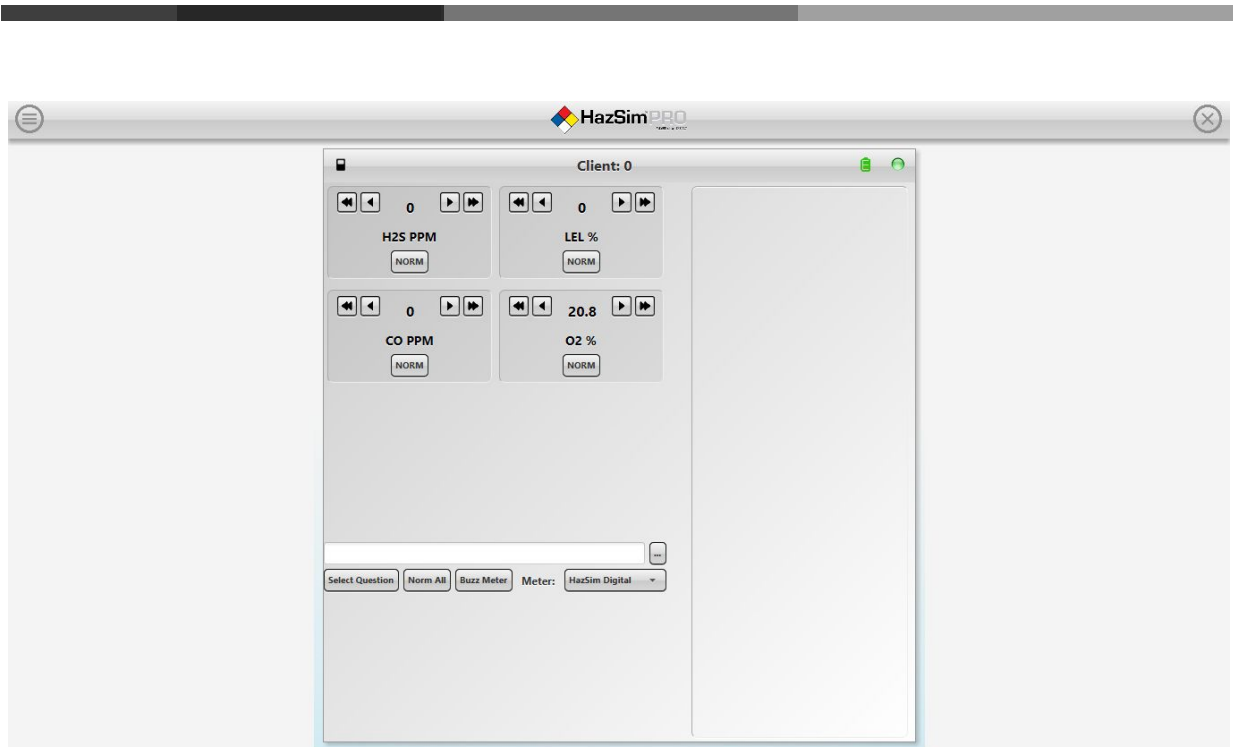 HazSim PRO
Client: 0
0
0
H2S PPM
LEL %
NORM
NORM
0
20.8
CO PPM
O2 %
NORM
NORM
...
Select Question
Norm All
Buzz Meter
Meter:
HazSim Digital